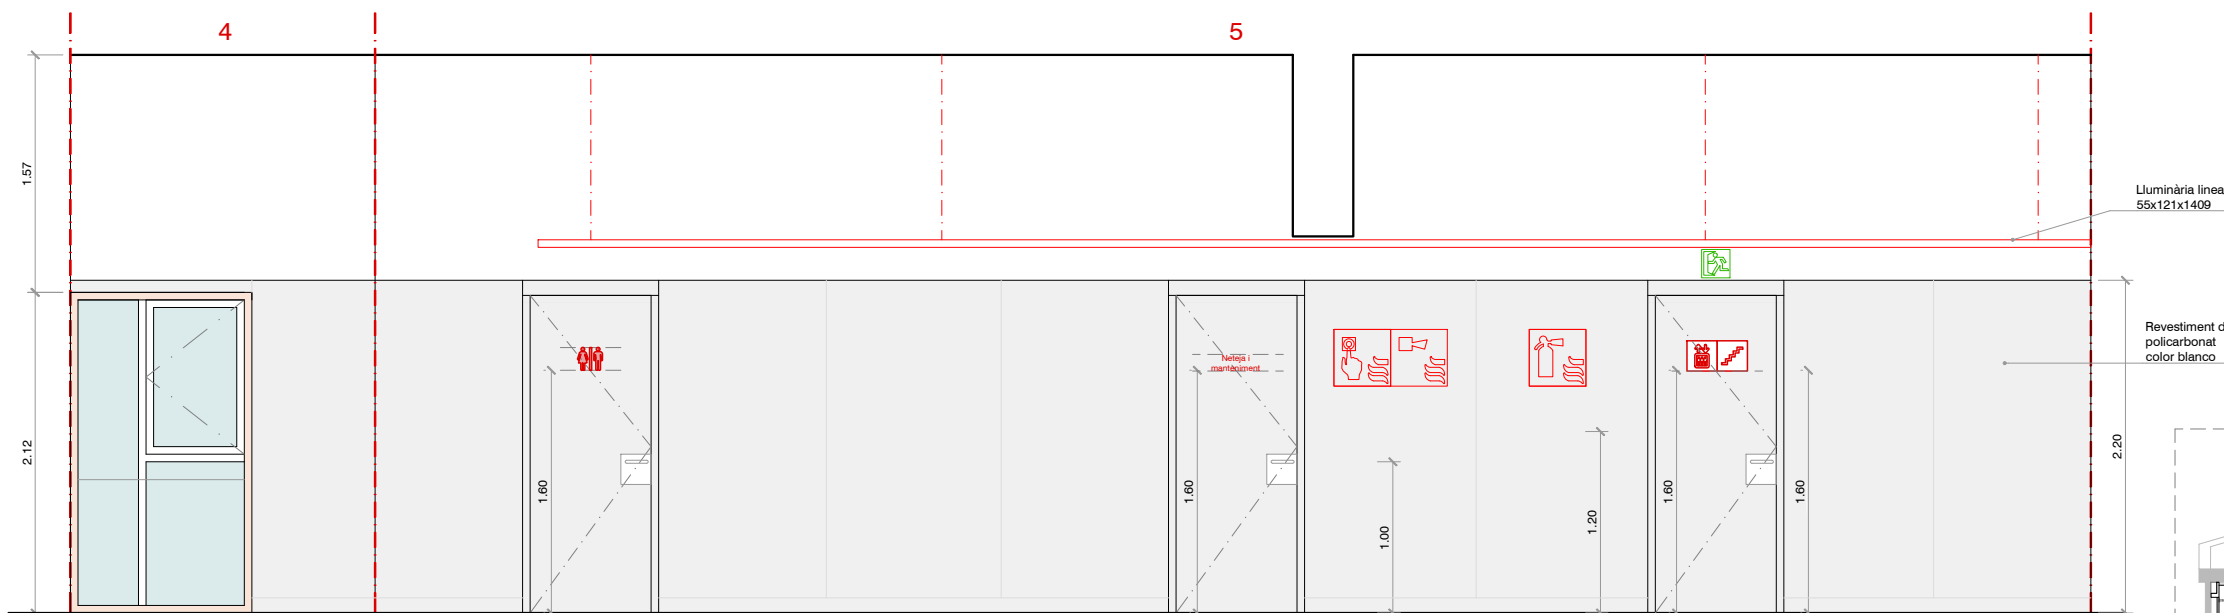 4
5
1.57
Lluminària linea
55x121x1409
Revestiment d
policarbonat
color blanco
Neteja i
manteniment
2.12
1.60
1.60
1.00
1.20
1.60
1.60
2.20